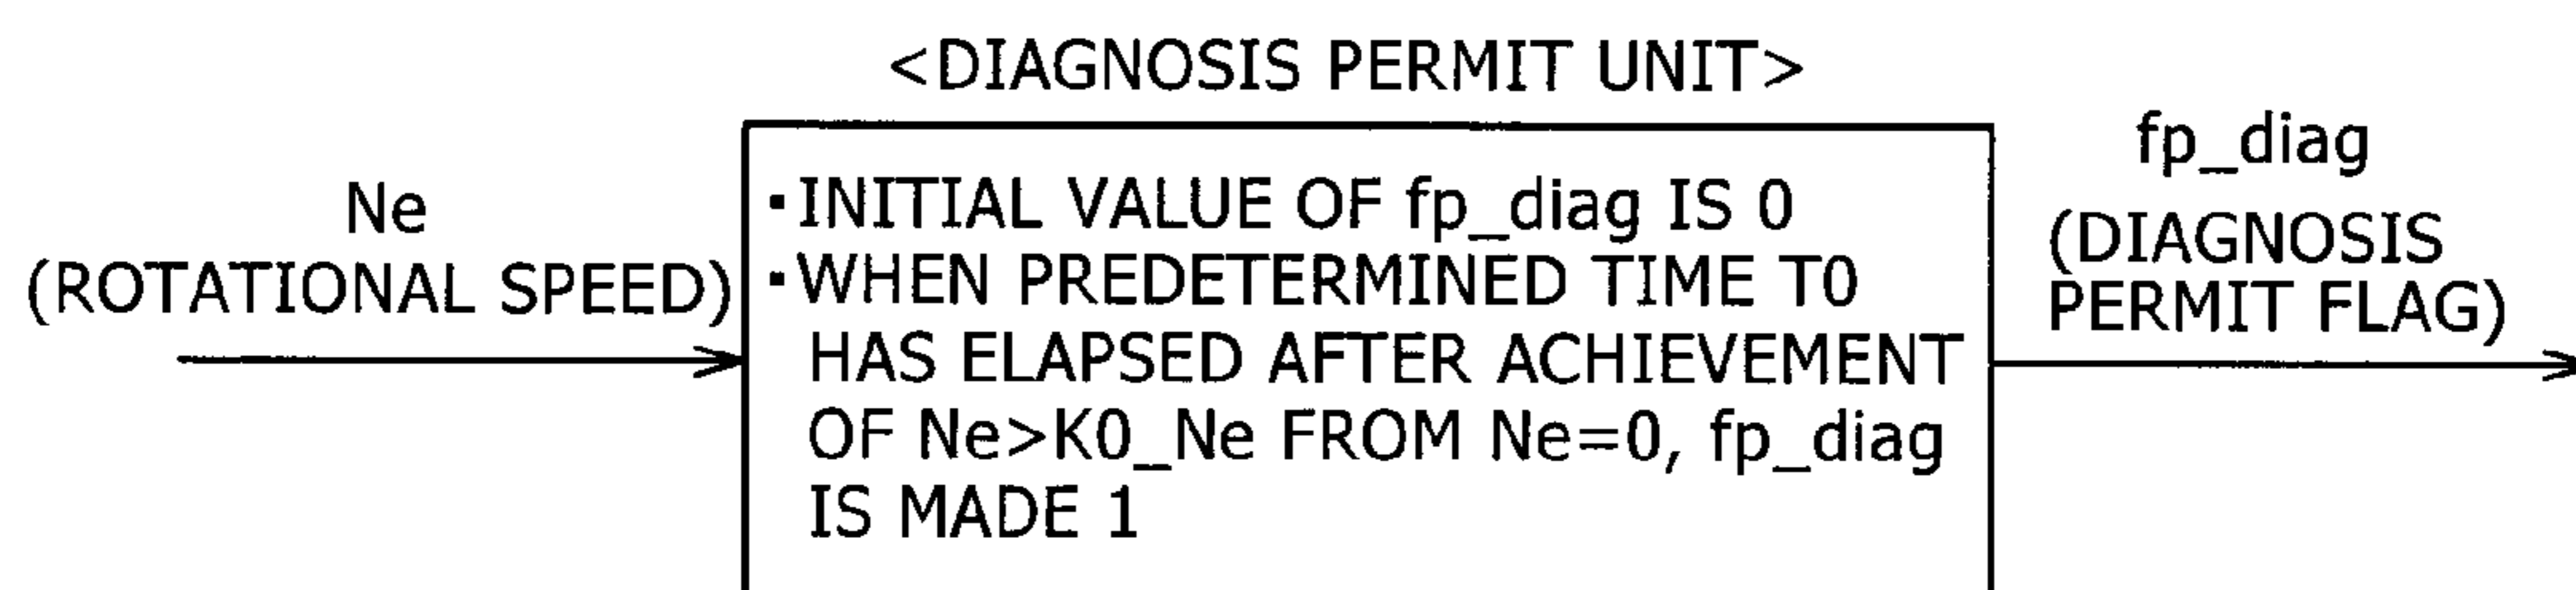 <DIAGNOSIS PERMIT UNIT>
Ne
(ROTATIONAL SPEED)
▪INITIAL VALUE OF fp_diag IS 0
▪WHEN PREDETERMINED TIME T0
HAS ELAPSED AFTER ACHIEVEMENT
OF Ne>K0_Ne FROM Ne=0, fp_diag
IS MADE 1
fp_diag
(DIAGNOSIS
PERMIT FLAG)